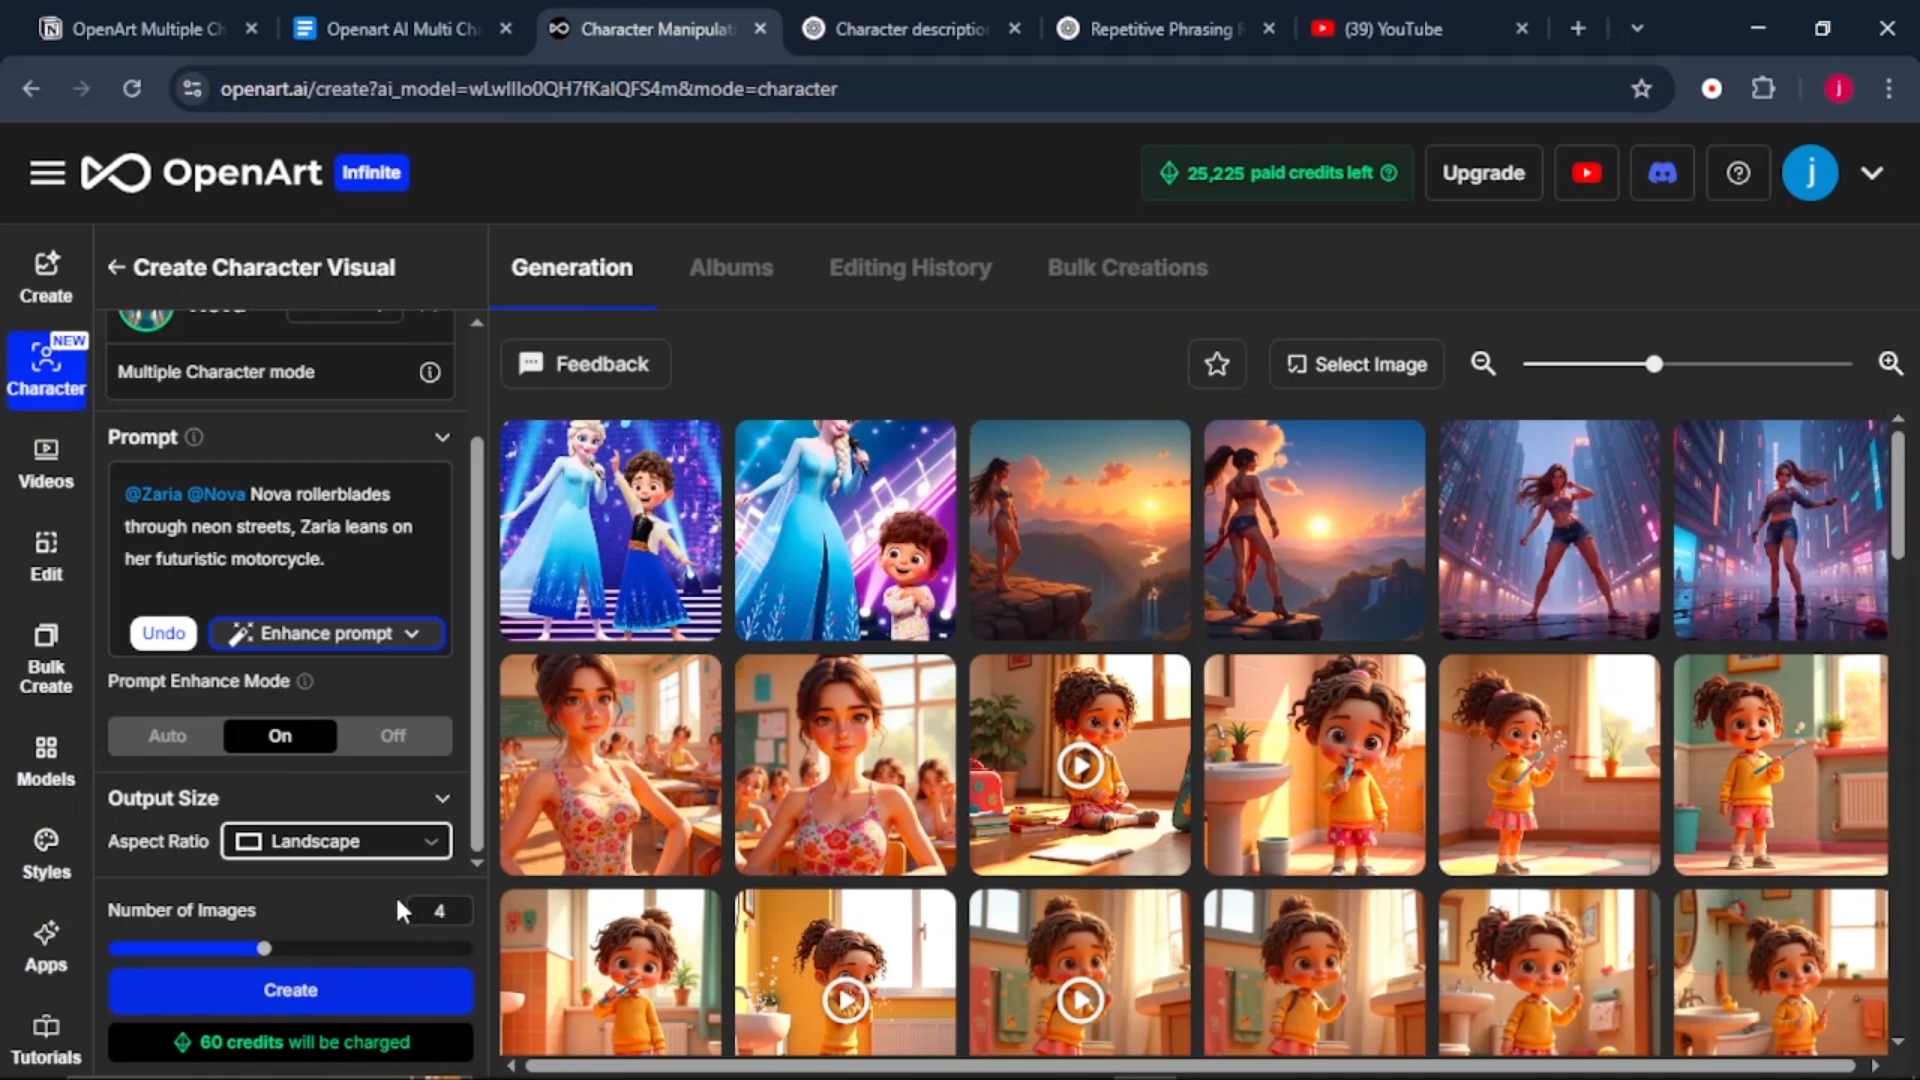 OpenArt Multiple Ch
Openart AI Multi Cha
Character Manipulat
Character description
Repetitive Phrasing
(39) YouTube
openart.ai/create?ai_model=wLwIllo0QH7fKaIQFS4m&mode=character
OpenArt Infinite
25,225 paid credits left
Upgrade
j
Create
NEW
Character
Videos
Edit
Bulk
Create
Models
Styles
Apps
Tutorials
Create Character Visual
Multiple Character mode
Prompt
@Zaria @Nova Nova rollerblades
through neon streets, Zaria leans on
her futuristic motorcycle.
Undo
Enhance prompt
Prompt Enhance Mode
Auto On Off
Output Size
Aspect Ratio Landscape
Number of Images 4
Create
60 credits will be charged
Generation Albums Editing History Bulk Creations
Feedback
Select Image